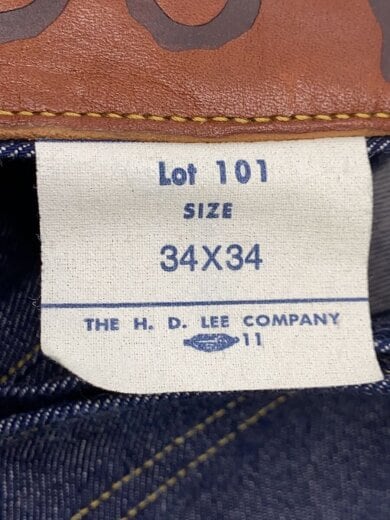 Lot 101
SIZE
34X34
THE H. D. LEE COMPANY
11